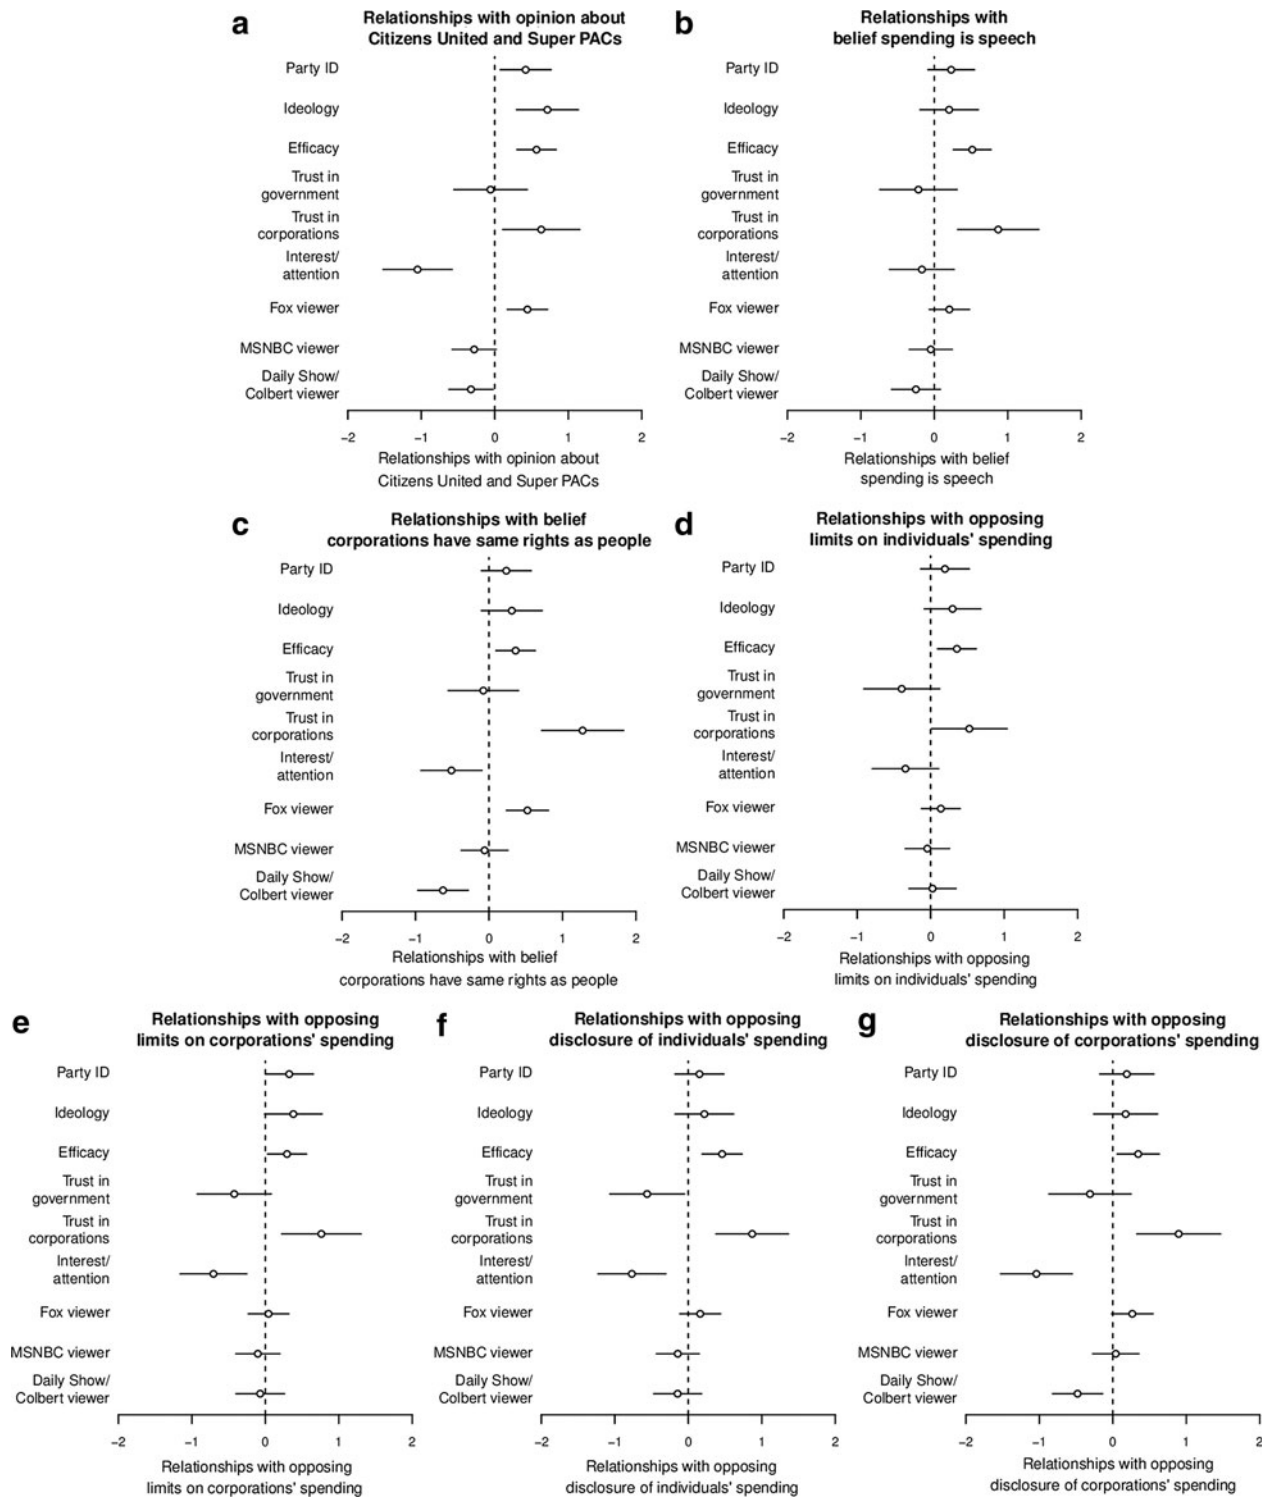 a
Relationships with opinion about
Citizens United and Super PACs
Party ID
Ideology
Efficacy
Trust in
government
Trust in
corporations
Interest/
attention
Fox viewer
MSNBC viewer
Daily Show/
Colbert viewer
−2 −1 0 1 2
Relationships with opinion about
Citizens United and Super PACs
b
Relationships with
belief spending is speech
Party ID
Ideology
Efficacy
Trust in
government
Trust in
corporations
Interest/
attention
Fox viewer
MSNBC viewer
Daily Show/
Colbert viewer
−2 −1 0 1 2
Relationships with belief
spending is speech
c
Relationships with belief
corporations have same rights as people
Party ID
Ideology
Efficacy
Trust in
government
Trust in
corporations
Interest/
attention
Fox viewer
MSNBC viewer
Daily Show/
Colbert viewer
−2 −1 0 1 2
Relationships with belief
corporations have same rights as people
d
Relationships with opposing
limits on individuals' spending
Party ID
Ideology
Efficacy
Trust in
government
Trust in
corporations
Interest/
attention
Fox viewer
MSNBC viewer
Daily Show/
Colbert viewer
−2 −1 0 1 2
Relationships with opposing
limits on individuals' spending
e
Relationships with opposing
limits on corporations' spending
Party ID
Ideology
Efficacy
Trust in
government
Trust in
corporations
Interest/
attention
Fox viewer
MSNBC viewer
Daily Show/
Colbert viewer
−2 −1 0 1 2
Relationships with opposing
limits on corporations' spending
f
Relationships with opposing
disclosure of individuals' spending
Party ID
Ideology
Efficacy
Trust in
government
Trust in
corporations
Interest/
attention
Fox viewer
MSNBC viewer
Daily Show/
Colbert viewer
−2 −1 0 1 2
Relationships with opposing
disclosure of individuals' spending
g
Relationships with opposing
disclosure of corporations' spending
Party ID
Ideology
Efficacy
Trust in
government
Trust in
corporations
Interest/
attention
Fox viewer
MSNBC viewer
Daily Show/
Colbert viewer
−2 −1 0 1 2
Relationships with opposing
disclosure of corporations' spending